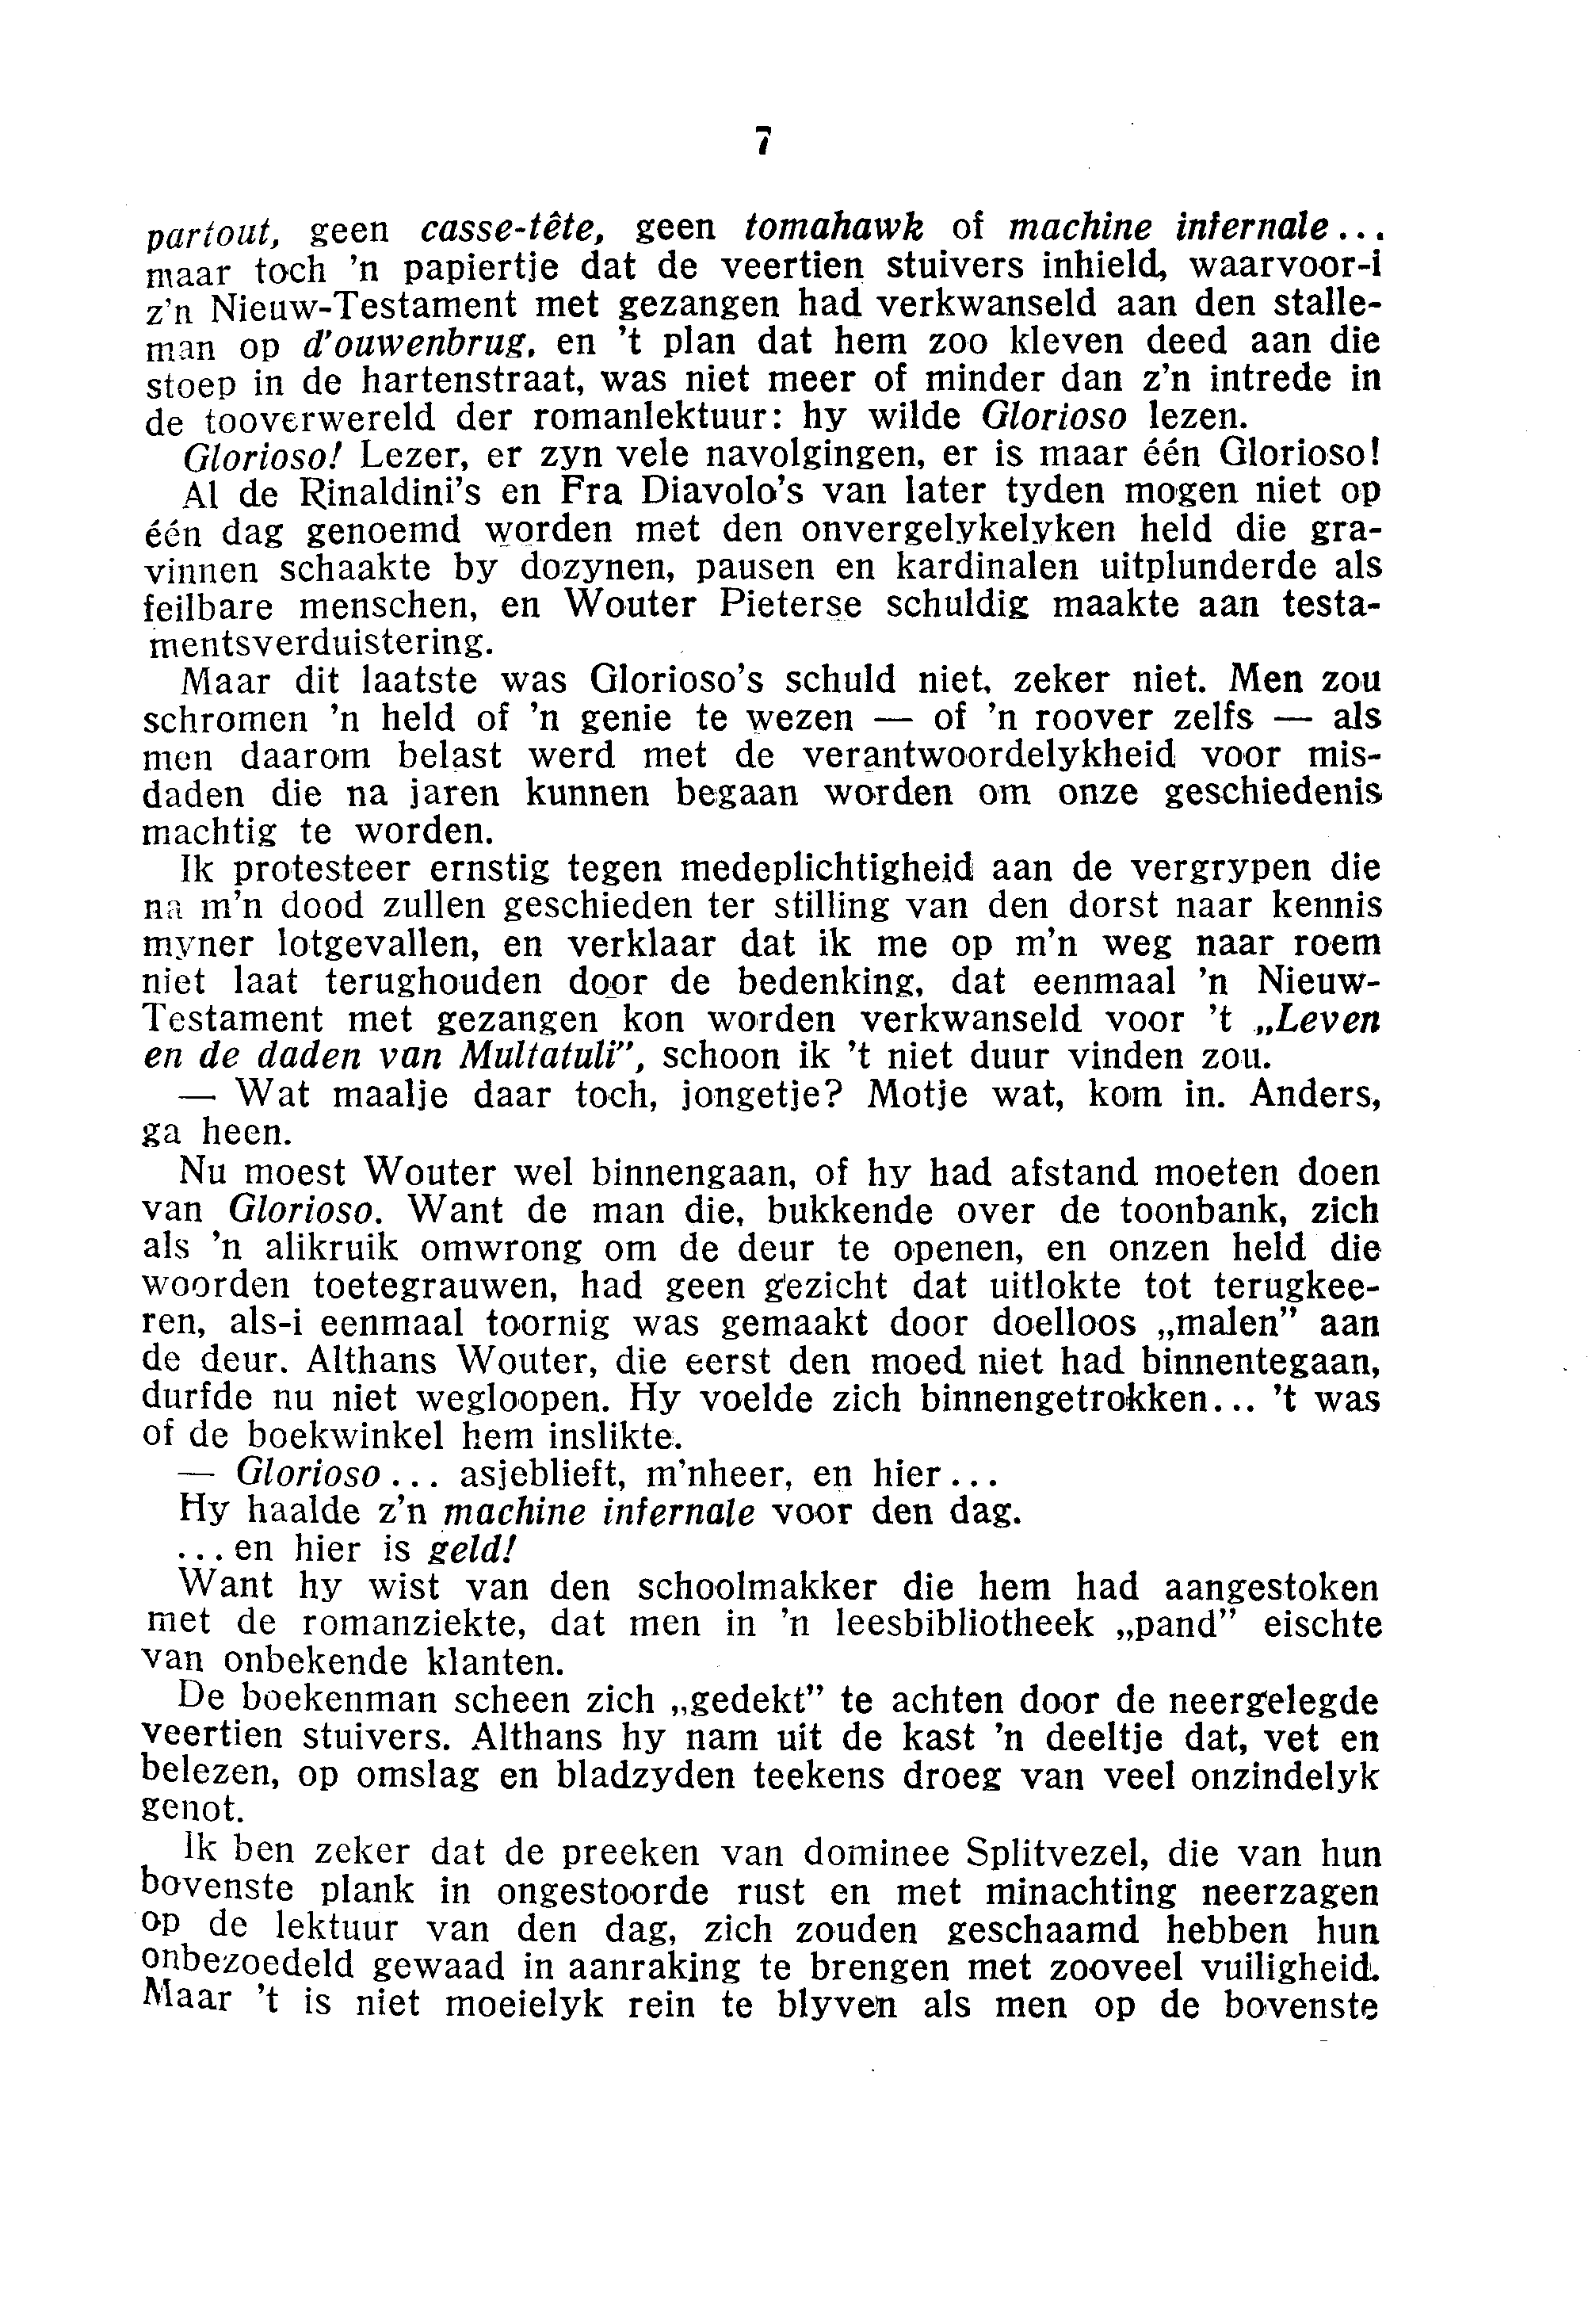 7
partout, geen casse-tête, geen tomahawk of machine infernale...
maar toch 'n papiertje dat de veertien stuivers inhield, waarvoor-i
z'n Nieuw-Testament met gezangen had verkwanseld aan den stalle-
man op d'ouwenbrug, en 't plan dat hem zoo kleven deed aan die
stoep in de hartenstraat, was niet meer of minder dan z'n intrede in
de tooverwereld der romanlektuur: hy wilde Glorioso lezen.
Glorioso! Lezer, er zyn vele navolgingen, er is maar één Glorioso!
Al de Rinaldini's en Fra Diavolo's van later tyden mogen niet op
één dag genoemd worden met den onvergelykelyken held die gra-
vinnen schaakte by dozynen, pausen en kardinalen uitplunderde als
feilbare menschen, en Wouter Pieterse schuldig maakte aan testa-
mentsverduistering.
Maar dit laatste was Glorioso's schuld niet, zeker niet. Men zou
schromen 'n held of 'n genie te wezen — of 'n roover zelfs — als
men daarom belast werd met de verantwoordelykheid voor mis-
daden die na jaren kunnen begaan worden om onze geschiedenis
machtig te worden.
Ik protesteer ernstig tegen medeplichtigheid aan de vergrypen die
na m'n dood zullen geschieden ter stilling van den dorst naar kennis
myner lotgevallen, en verklaar dat ik me op m'n weg naar roem
niet laat terughouden door de bedenking, dat eenmaal 'n Nieuw-
Testament met gezangen kon worden verkwanseld voor 't „Leven
en de daden van Multatuli", schoon ik 't niet duur vinden zou.
— Wat maalje daar toch, jongetje? Motje wat, kom in. Anders,
ga heen.
Nu moest Wouter wel binnengaan, of hy had afstand moeten doen
van Glorioso. Want de man die, bukkende over de toonbank, zich
als 'n alikruik omwrong om de deur te openen, en onzen held die
woorden toetegrauwen, had geen gezicht dat uitlokte tot terugkee-
ren, als-i eenmaal toornig was gemaakt door doelloos „malen" aan
de deur. Althans Wouter, die eerst den moed niet had binnentegaan,
durfde nu niet wegloopen. Hy voelde zich binnengetrokken... 't was
of de boekwinkel hem inslikte.
— Glorioso... asjeblieft, m'nheer, en hier...
Hy haalde z'n machine infernale voor den dag.
...en hier is geld!
Want hy wist van den schoolmakker die hem had aangestoken
met de romanziekte, dat men in 'n leesbibliotheek „pand" eischte
van onbekende klanten.
De boekenman scheen zich „gedekt" te achten door de neergelegde
veertien stuivers. Althans hy nam uit de kast 'n deeltje dat, vet en
belezen, op omslag en bladzyden teekens droeg van veel onzindelyk
genot.
Ik ben zeker dat de preeken van dominee Splitvezel, die van hun
bovenste plank in ongestoorde rust en met minachting neerzagen
op de lektuur van den dag, zich zouden geschaamd hebben hun
onbezoedeld gewaad in aanraking te brengen met zooveel vuiligheid.
Maar 't is niet moeielyk rein te blyven als men op de bovenste